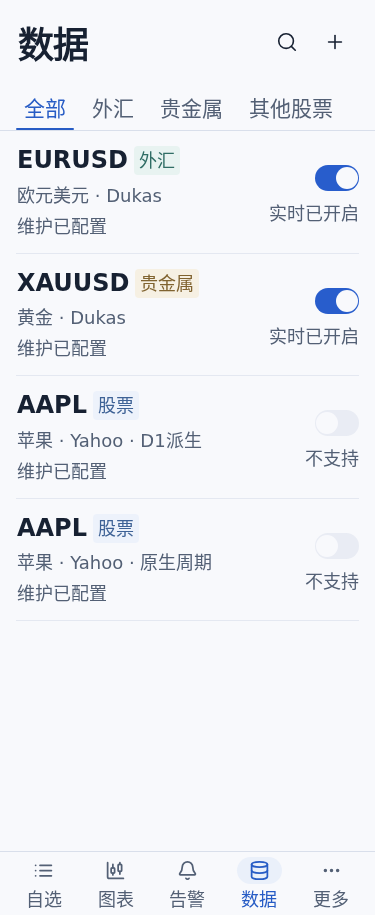 数据
全部 外汇 贵金属 其他股票
EURUSD 外汇
欧元美元 · Dukas
维护已配置
实时已开启
XAUUSD 贵金属
黄金 · Dukas
维护已配置
实时已开启
AAPL 股票
苹果 · Yahoo · D1派生
维护已配置
不支持
AAPL 股票
苹果 · Yahoo · 原生周期
维护已配置
不支持
自选 图表 告警 数据 更多